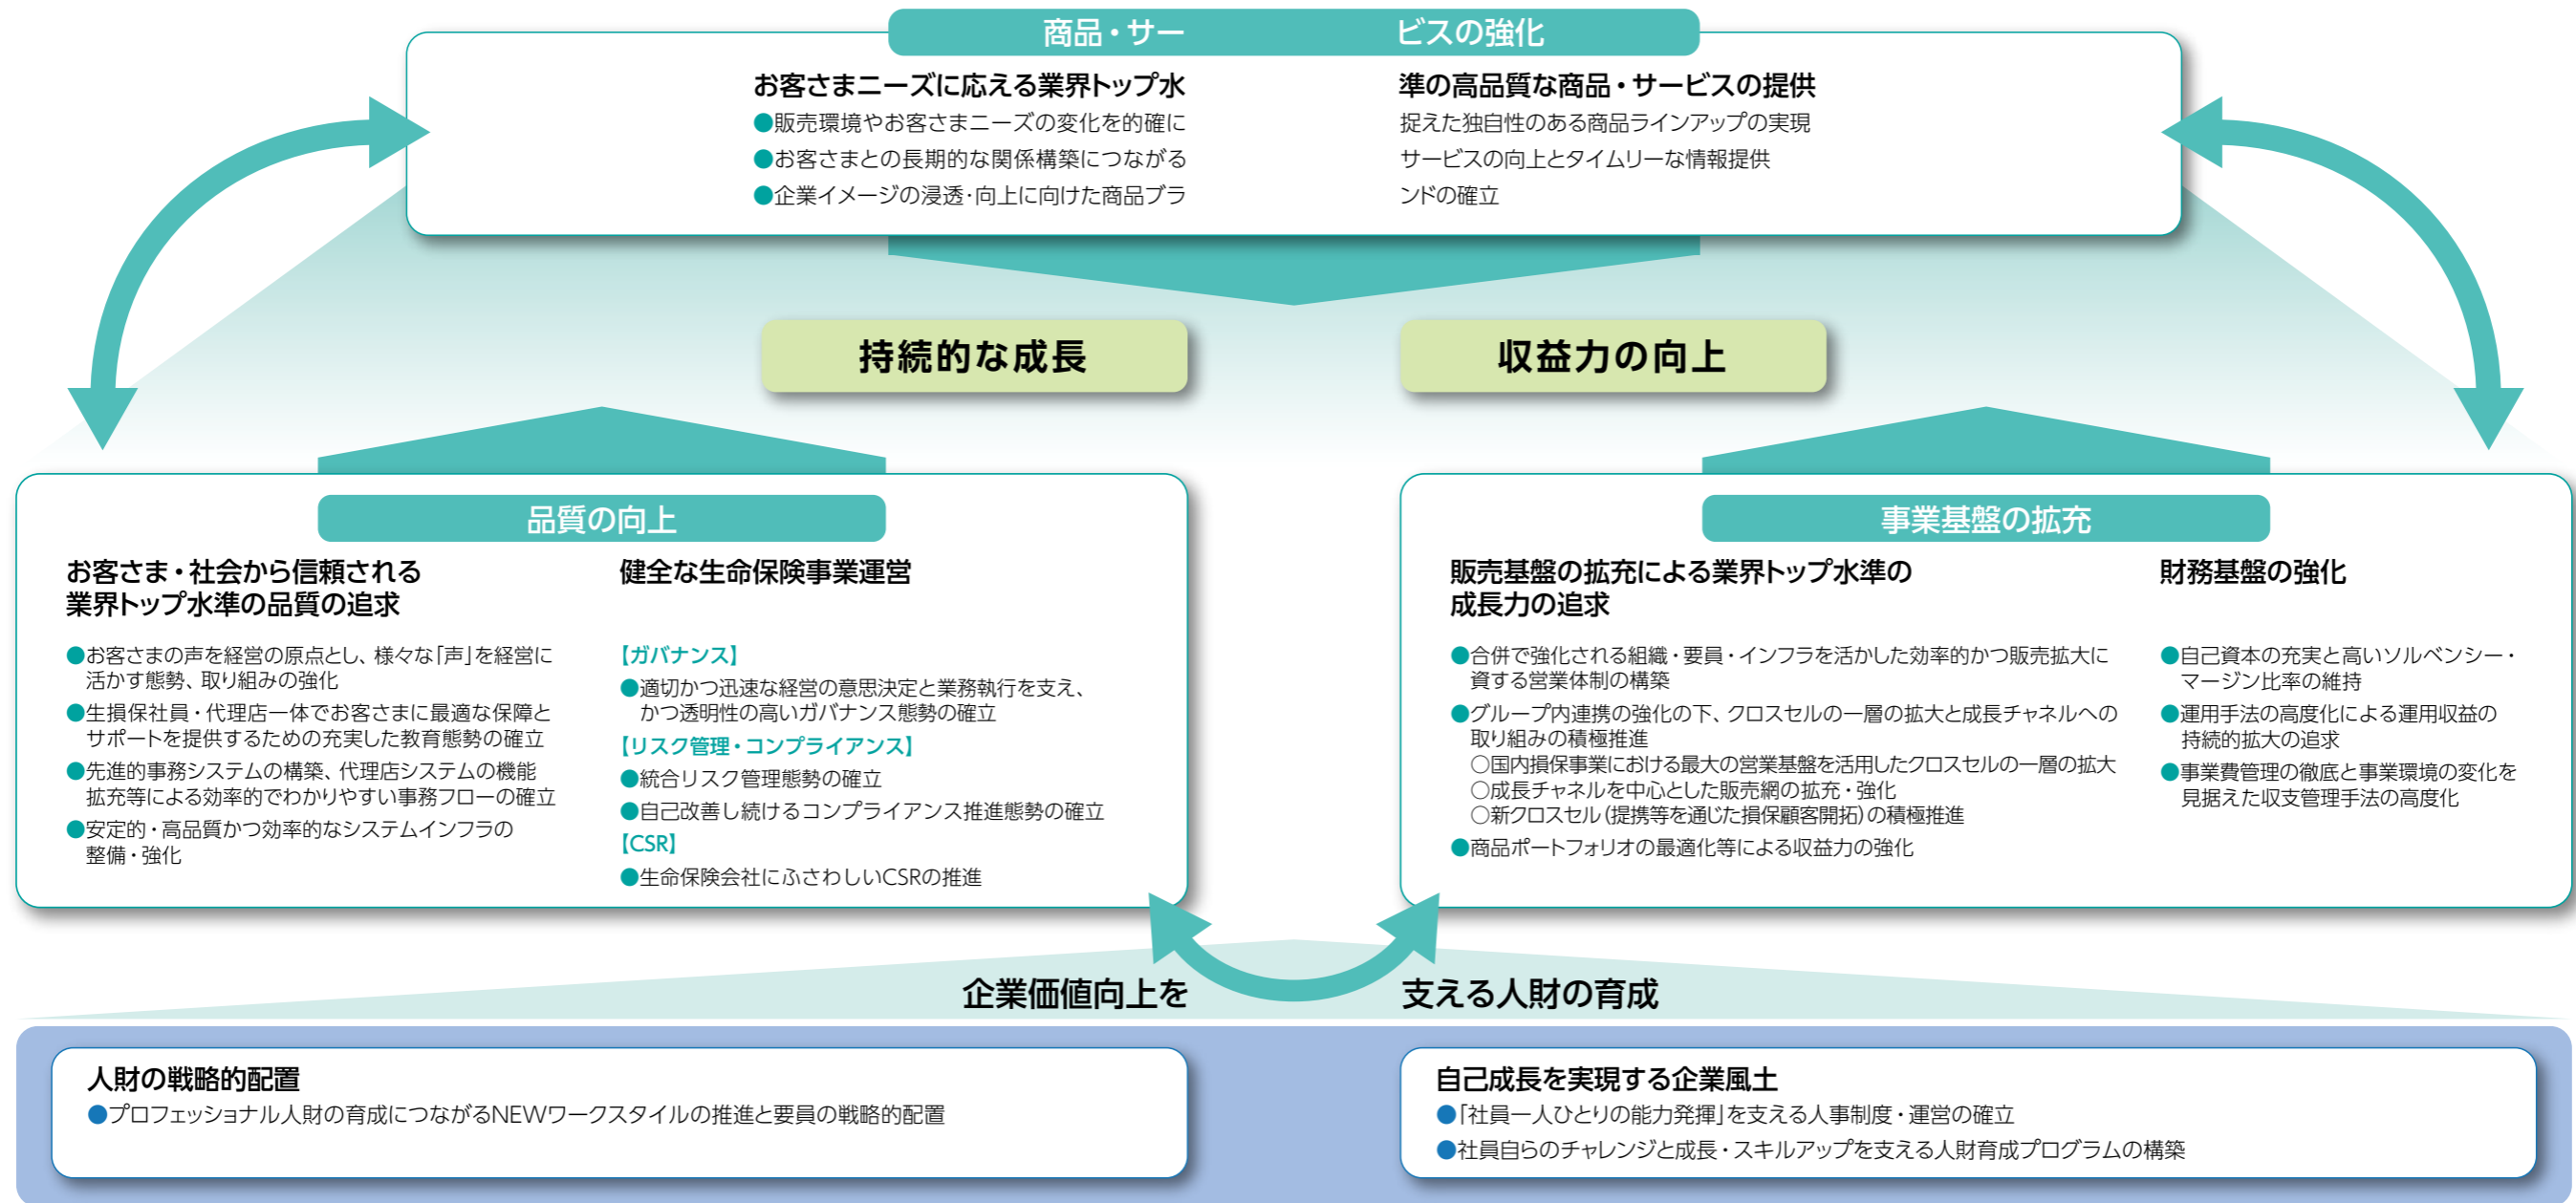 商品・サービスの強化
お客さまニーズに応える業界トップ水準の高品質な商品・サービスの提供
●販売環境やお客さまニーズの変化を的確に捉えた独自性のある商品ラインアップの実現
●お客さまとの長期的な関係構築につながるサービスの向上とタイムリーな情報提供
●企業イメージの浸透・向上に向けた商品ブランドの確立
持続的な成長
収益力の向上
品質の向上
お客さま・社会から信頼される
業界トップ水準の品質の追求
●お客さまの声を経営の原点とし、様々な「声」を経営に
活かす態勢、取り組みの強化
●生損保社員・代理店一体でお客さまに最適な保障と
サポートを提供するための充実した教育態勢の確立
●先進的事務システムの構築、代理店システムの機能
拡充等による効率的でわかりやすい事務フローの確立
●安定的・高品質かつ効率的なシステムインフラの
整備・強化
健全な生命保険事業運営
【ガバナンス】
●適切かつ迅速な経営の意思決定と業務執行を支え、
かつ透明性の高いガバナンス態勢の確立
【リスク管理・コンプライアンス】
●統合リスク管理態勢の確立
●自己改善し続けるコンプライアンス推進態勢の確立
【CSR】
●生命保険会社にふさわしいCSRの推進
事業基盤の拡充
販売基盤の拡充による業界トップ水準の
成長力の追求
●合併で強化される組織・要員・インフラを活かした効率的かつ販売拡大に
資する営業体制の構築
●グループ内連携の強化の下、クロスセルの一層の拡大と成長チャネルへの
取り組みの積極推進
○国内損保事業における最大の営業基盤を活用したクロスセルの一層の拡大
○成長チャネルを中心とした販売網の拡充・強化
○新クロスセル(提携等を通じた損保顧客開拓)の積極推進
●商品ポートフォリオの最適化等による収益力の強化
財務基盤の強化
●自己資本の充実と高いソルベンシー・
マージン比率の維持
●運用手法の高度化による運用収益の
持続的拡大の追求
●事業費管理の徹底と事業環境の変化を
見据えた収支管理手法の高度化
企業価値向上を支える人財の育成
人財の戦略的配置
●プロフェッショナル人財の育成につながるNEWワークスタイルの推進と要員の戦略的配置
自己成長を実現する企業風土
●「社員一人ひとりの能力発揮」を支える人事制度・運営の確立
●社員自らのチャレンジと成長・スキルアップを支える人財育成プログラムの構築